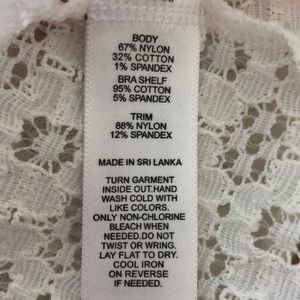 BODY
67% NYLON
32% COTTON
1% SPANDEX
BRA SHELF
95% COTTON
5% SPANDEX
TRIM
88% NYLON
12% SPANDEX
MADE IN SRI LANKA
TURN GARMENT
INSIDE OUT.HAND
WASH COLD WITH
LIKE COLORS.
ONLY NON-CHLORINE
BLEACH WHEN
NEEDED.DO NOT
TWIST OR WRING.
LAY FLAT TO DRY.
COOL IRON
ON REVERSE
IF NEEDED.